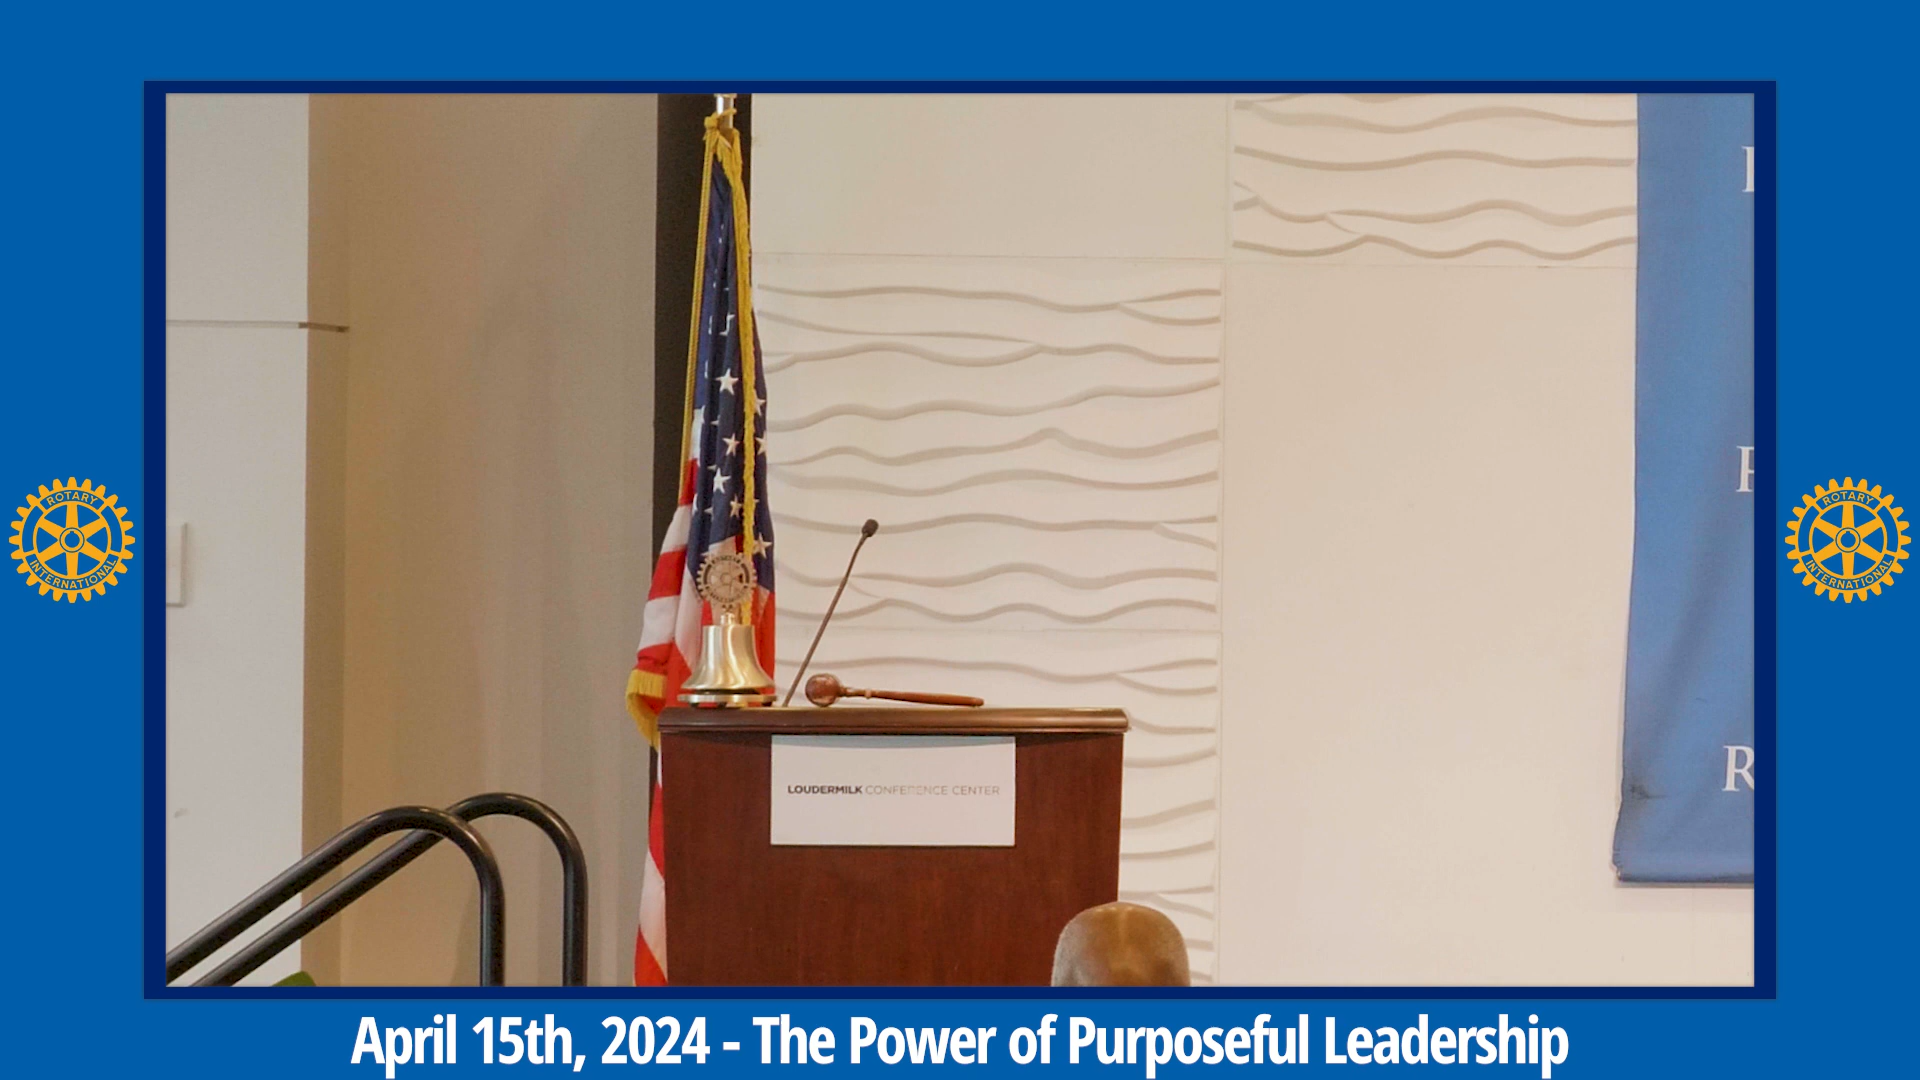 ROTARY
INTERNATIONAL
ROTARY
INTERNATIONAL
R
LOUDERMILK CONFERENCE CENTER
April 15th, 2024 - The Power of Purposeful Leadership